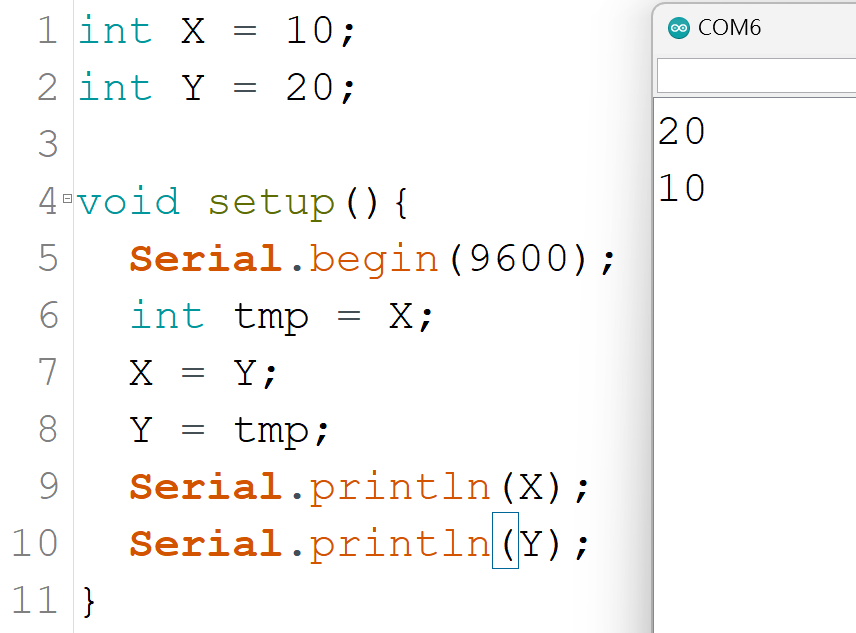 1 int X = 10;
2 int Y = 20;
3
4 void setup(){
5   Serial.begin(9600);
6   int tmp = X;
7   X = Y;
8   Y = tmp;
9   Serial.println(X);
10   Serial.println(Y);
11 }
COM6
20
10